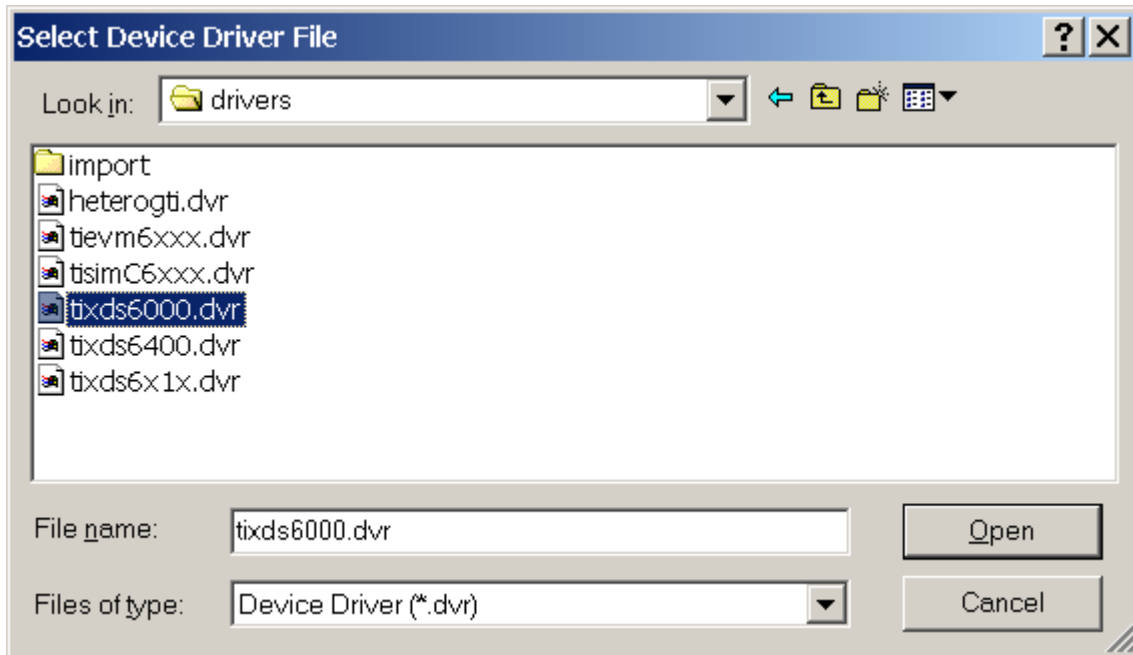 Select Device Driver File
Look in: drivers
import
heterogti.dvr
tievm6xxx.dvr
tisimC6xxx.dvr
tixds6000.dvr
tixds6400.dvr
tixds6x1x.dvr
File name: tixds6000.dvr Open
Files of type: Device Driver (*.dvr) Cancel